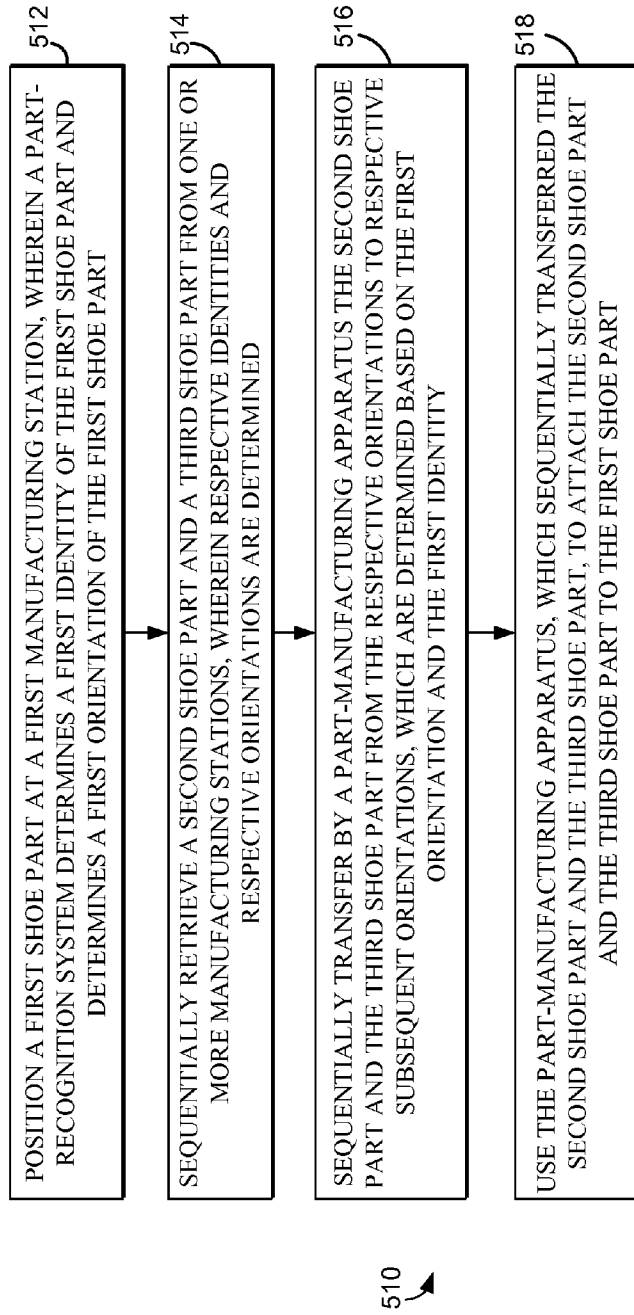 510
512
POSITION A FIRST SHOE PART AT A FIRST MANUFACTURING STATION, WHEREIN A PART-
RECOGNITION SYSTEM DETERMINES A FIRST IDENTITY OF THE FIRST SHOE PART AND
DETERMINES A FIRST ORIENTATION OF THE FIRST SHOE PART
514
SEQUENTIALLY RETRIEVE A SECOND SHOE PART AND A THIRD SHOE PART FROM ONE OR
MORE MANUFACTURING STATIONS, WHEREIN RESPECTIVE IDENTITIES AND
RESPECTIVE ORIENTATIONS ARE DETERMINED
516
SEQUENTIALLY TRANSFER BY A PART-MANUFACTURING APPARATUS THE SECOND SHOE
PART AND THE THIRD SHOE PART FROM THE RESPECTIVE ORIENTATIONS TO RESPECTIVE
SUBSEQUENT ORIENTATIONS, WHICH ARE DETERMINED BASED ON THE FIRST
ORIENTATION AND THE FIRST IDENTITY
518
USE THE PART-MANUFACTURING APPARATUS, WHICH SEQUENTIALLY TRANSFERRED THE
SECOND SHOE PART AND THE THIRD SHOE PART, TO ATTACH THE SECOND SHOE PART
AND THE THIRD SHOE PART TO THE FIRST SHOE PART